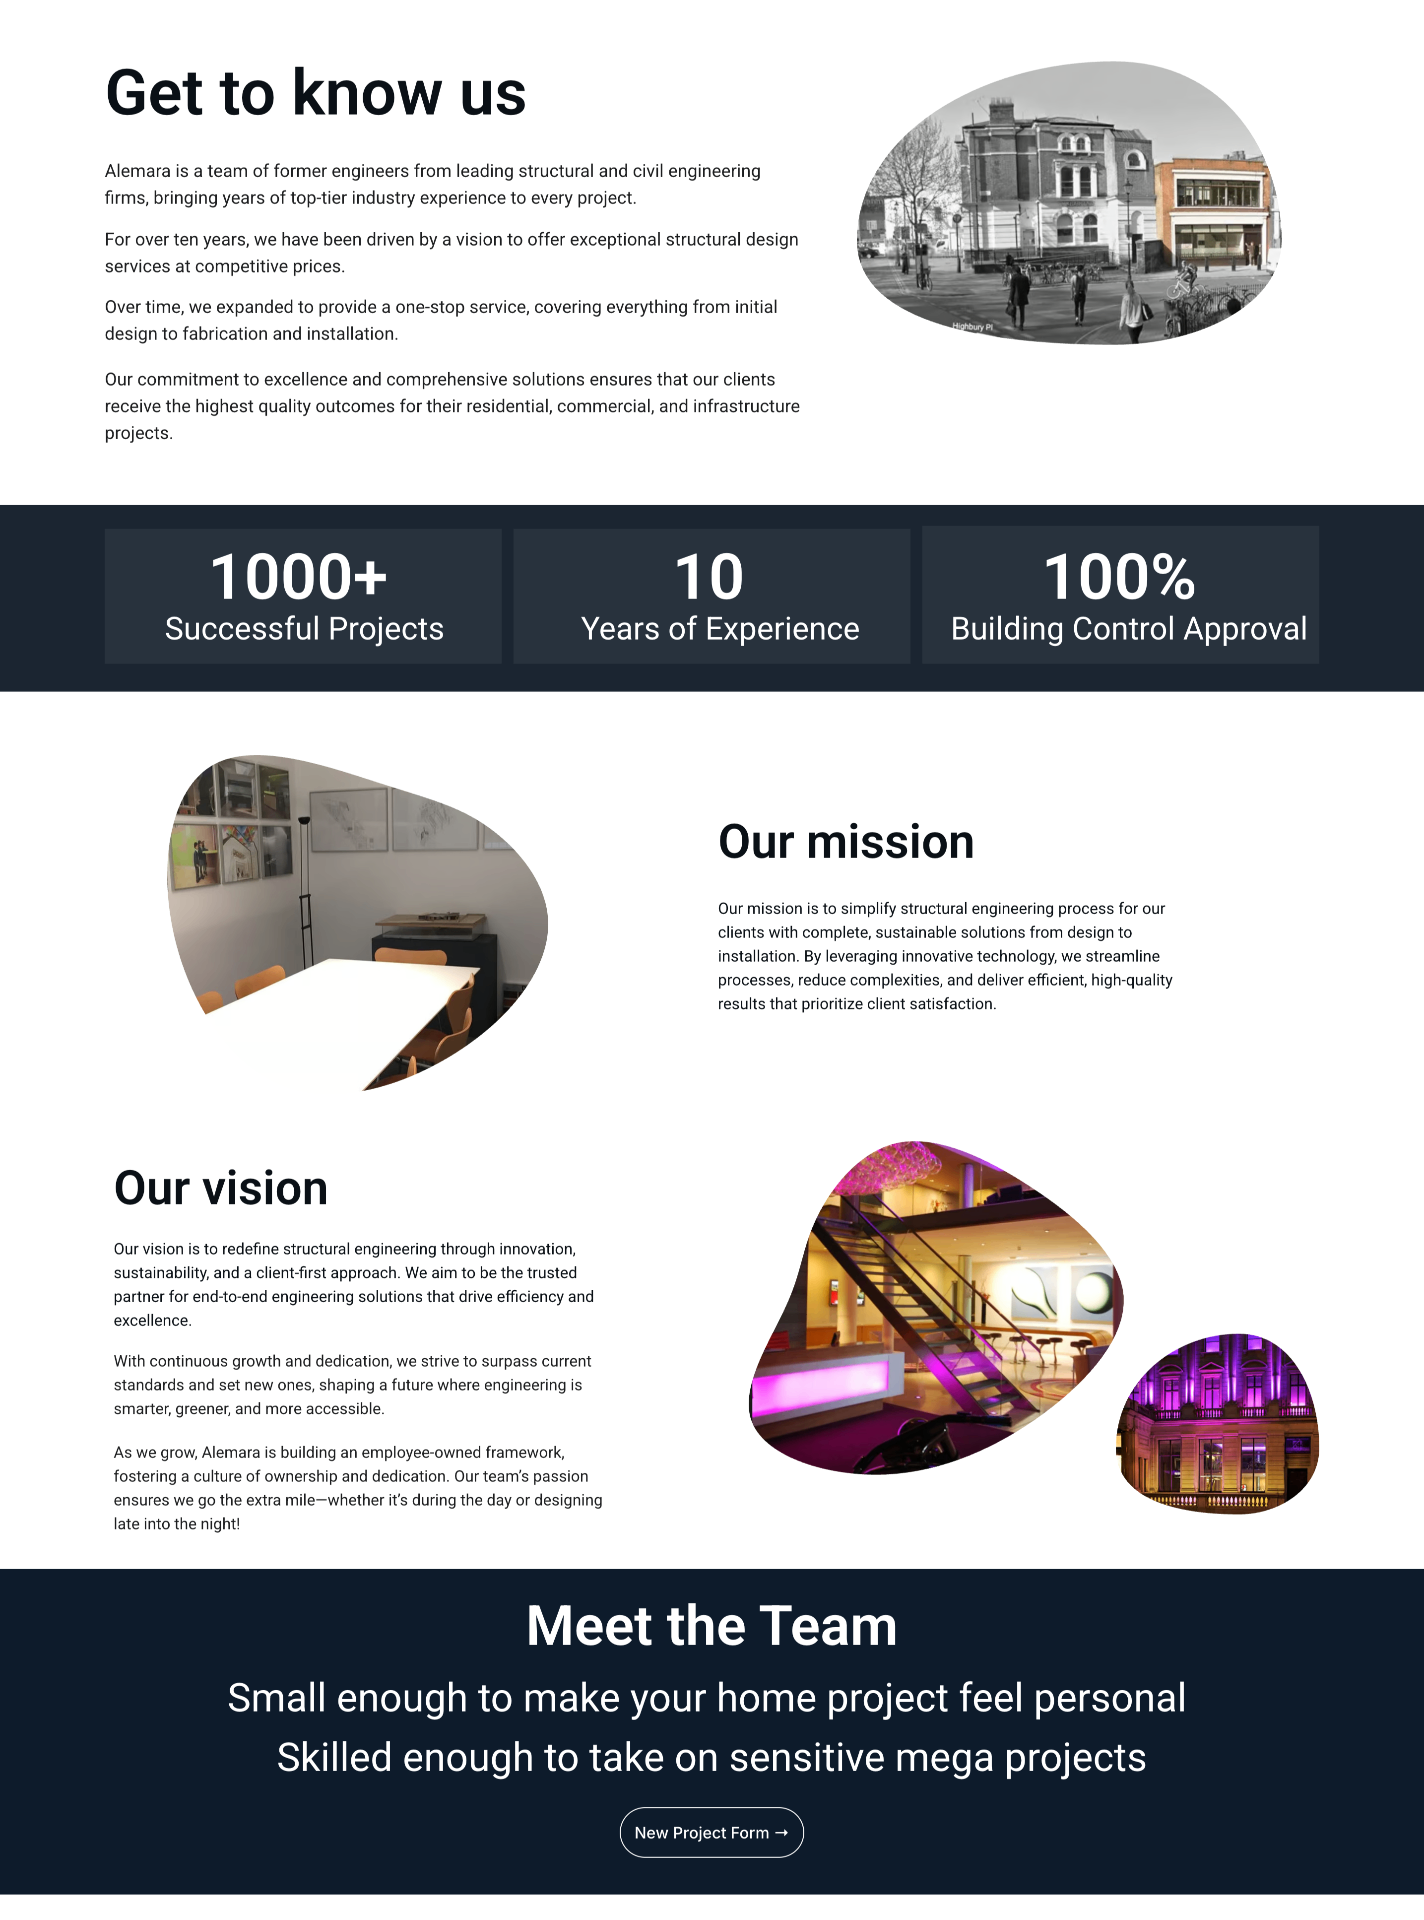 Get to know us
Alemara is a team of former engineers from leading structural and civil engineering
firms, bringing years of top-tier industry experience to every project.
For over ten years, we have been driven by a vision to offer exceptional structural design
services at competitive prices.
Over time, we expanded to provide a one-stop service, covering everything from initial
design to fabrication and installation.
Our commitment to excellence and comprehensive solutions ensures that our clients
receive the highest quality outcomes for their residential, commercial, and infrastructure
projects.
Highbury Pl
1000+
Successful Projects
10
Years of Experience
100%
Building Control Approval
Our mission
Our mission is to simplify structural engineering process for our
clients with complete, sustainable solutions from design to
installation. By leveraging innovative technology, we streamline
processes, reduce complexities, and deliver efficient, high-quality
results that prioritize client satisfaction.
Our vision
Our vision is to redefine structural engineering through innovation,
sustainability, and a client-first approach. We aim to be the trusted
partner for end-to-end engineering solutions that drive efficiency and
excellence.
With continuous growth and dedication, we strive to surpass current
standards and set new ones, shaping a future where engineering is
smarter, greener, and more accessible.
As we grow, Alemara is building an employee-owned framework,
fostering a culture of ownership and dedication. Our team’s passion
ensures we go the extra mile—whether it’s during the day or designing
late into the night!
Meet the Team
Small enough to make your home project feel personal
Skilled enough to take on sensitive mega projects
New Project Form →